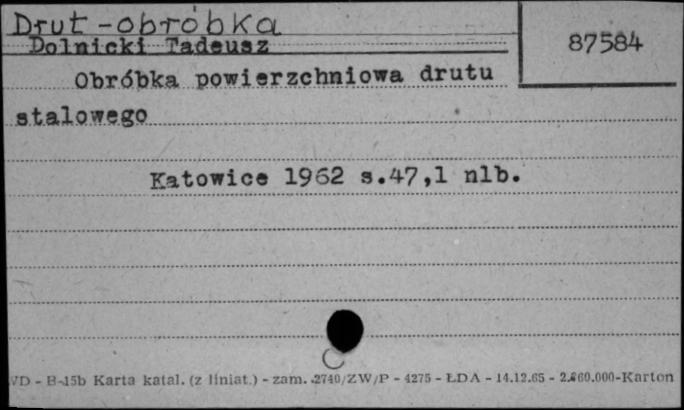 Drut - obróbka
Dolnicki Tadeusz
87584
Obróbka powierzchniowa drutu
stalowego
Katowice 1962 s.47,1 nlb.
VD - B-15b Karta katal. (z liniat.) - zam. 2740/ZW/P - 4275 - ŁDA - 14.12.65 - 2.860.000-Karton